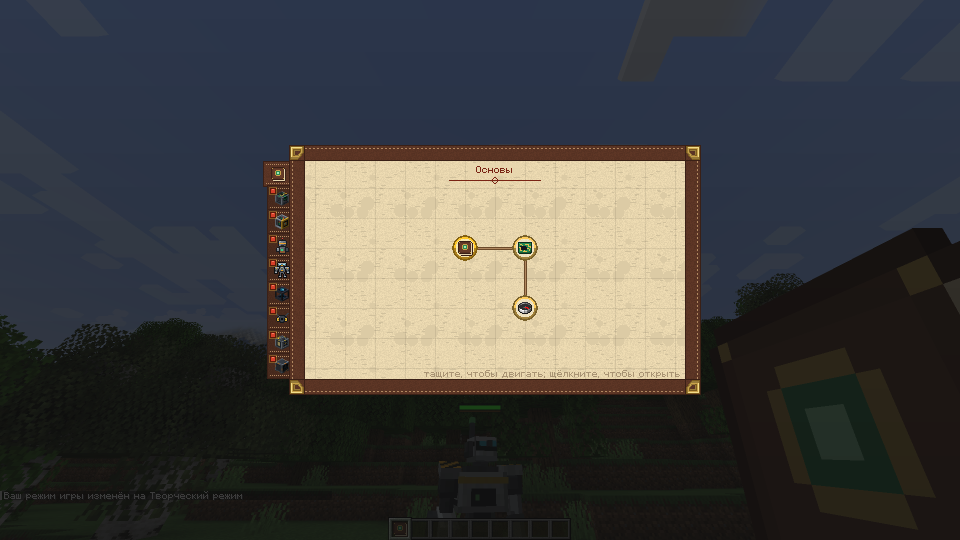 Основы
тащите, чтобы двигать; щёлкните, чтобы открыть
Ваш режим игры изменён на Творческий режим